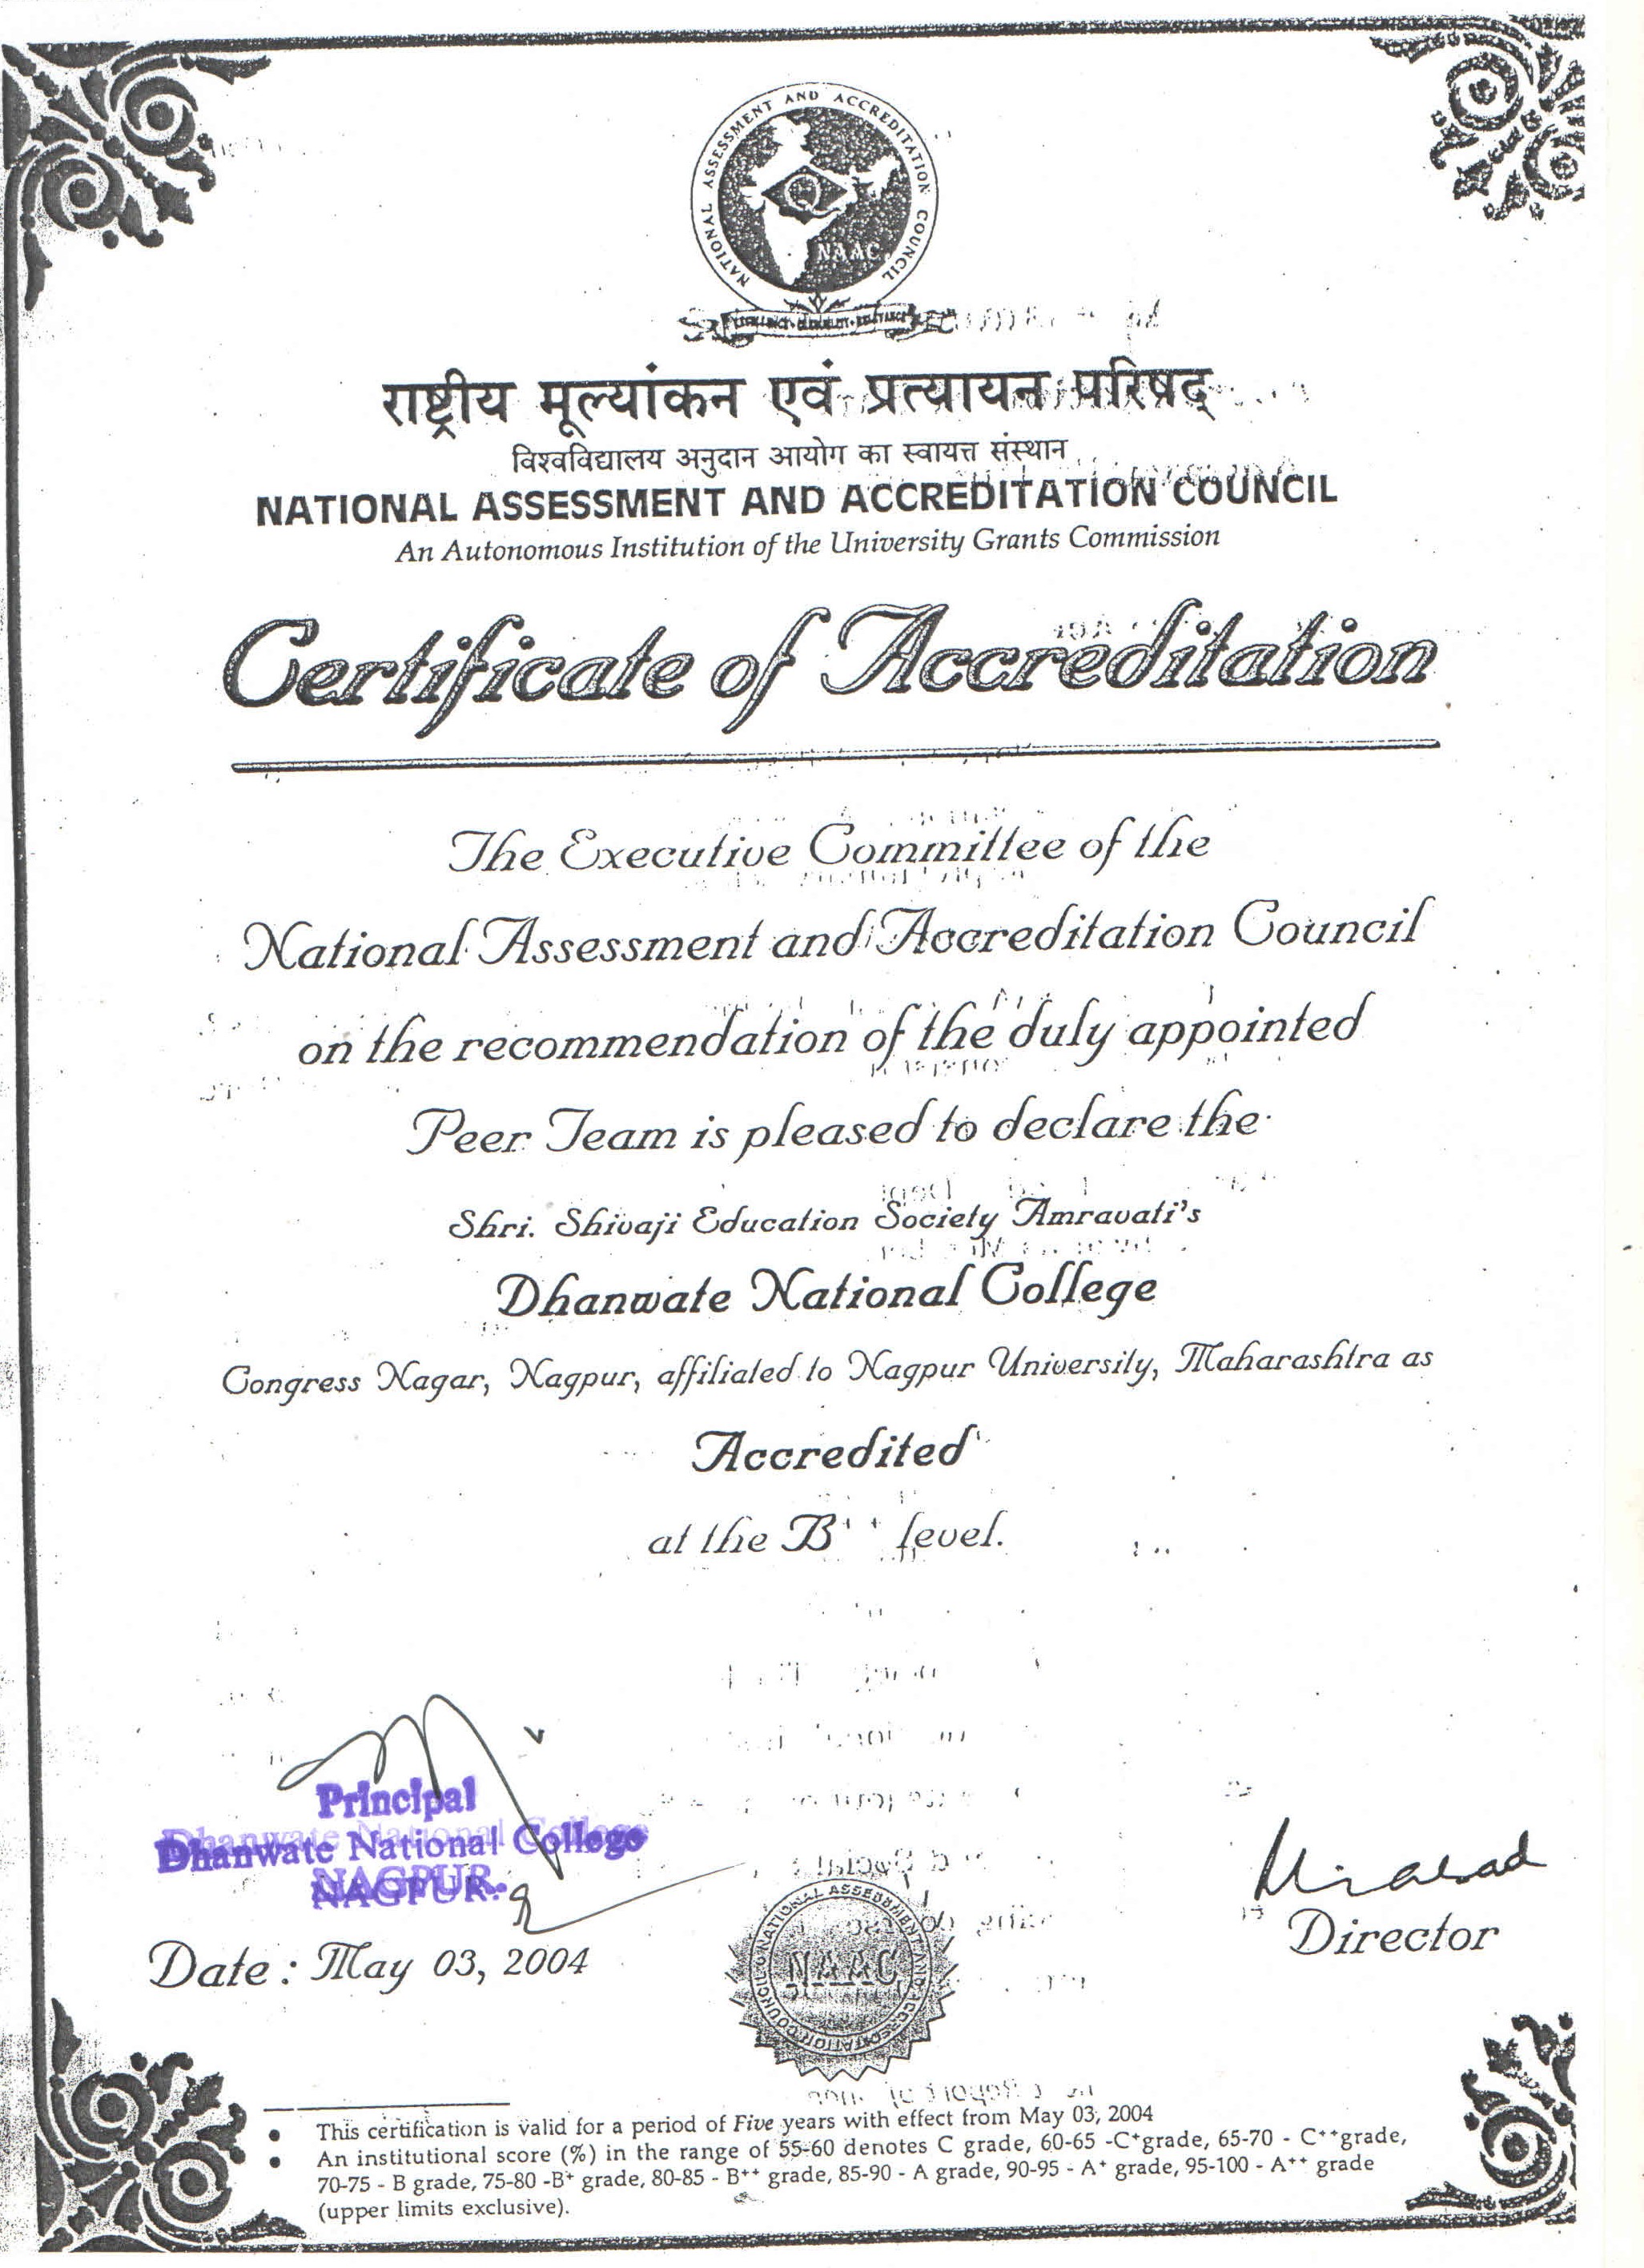 NATIONAL ASSESSMENT AND ACCREDITATION COUNCIL
Q
NAAC
राष्ट्रीय मूल्यांकन एवं प्रत्यायन परिषद्
विश्वविद्यालय अनुदान आयोग का स्वायत्त संस्थान
NATIONAL ASSESSMENT AND ACCREDITATION COUNCIL
An Autonomous Institution of the University Grants Commission
Certificate of Accreditation
The Executive Committee of the
National Assessment and Accreditation Council
on the recommendation of the duly appointed
Peer Team is pleased to declare the
Shri. Shivaji Education Society Amravati's
Dhanwate National College
Congress Nagar, Nagpur, affiliated to Nagpur University, Maharashtra as
Accredited
at the B++ level.
Principal
Dhanwate National College
NAGPUR.
Date : May 03, 2004
NAAC
Director
• This certification is valid for a period of Five years with effect from May 03, 2004
• An institutional score (%) in the range of 55-60 denotes C grade, 60-65 -C+grade, 65-70 - C++grade,
70-75 - B grade, 75-80 -B+ grade, 80-85 - B++ grade, 85-90 - A grade, 90-95 - A+ grade, 95-100 - A++ grade
(upper limits exclusive).